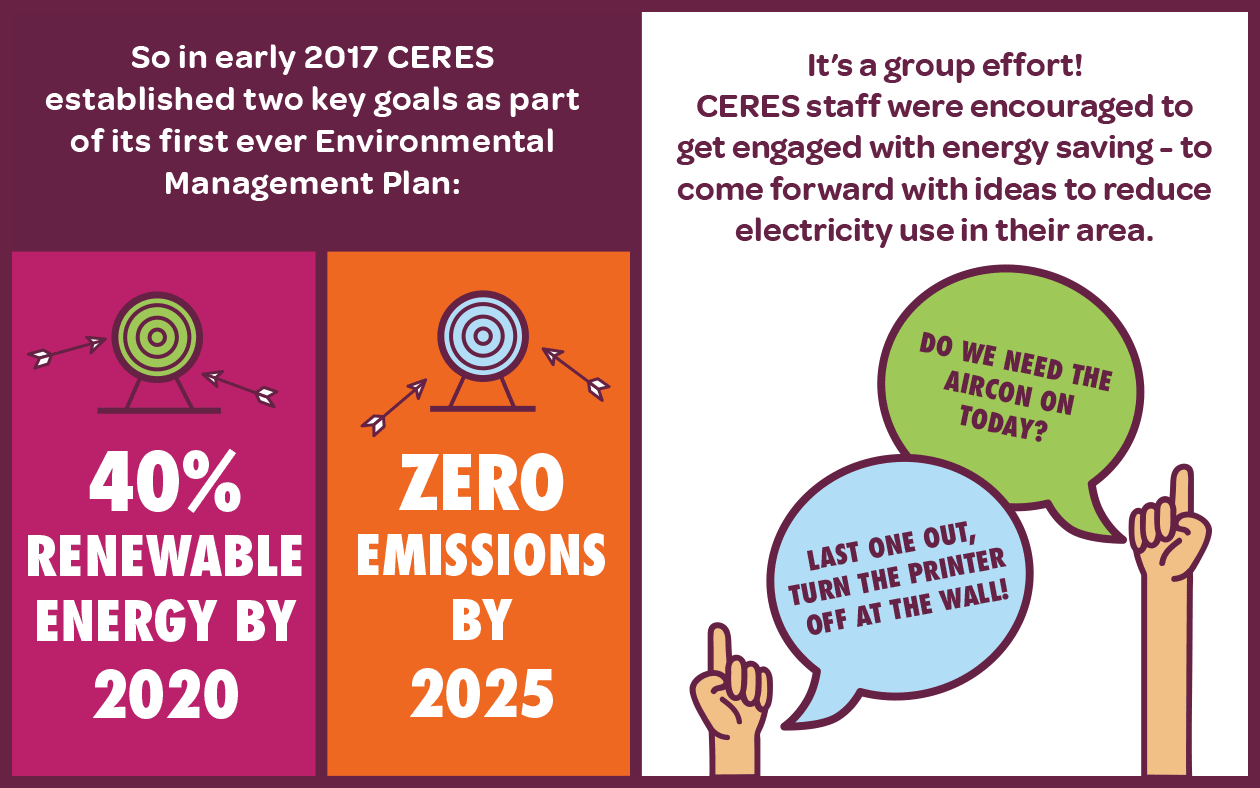 So in early 2017 CERES
established two key goals as part
of its first ever Environmental
Management Plan:
40%
RENEWABLE
ENERGY BY
2020
ZERO
EMISSIONS
BY
2025
It's a group effort!
CERES staff were encouraged to
get engaged with energy saving – to
come forward with ideas to reduce
electricity use in their area.
DO WE NEED THE
AIRCON ON
TODAY?
LAST ONE OUT,
TURN THE PRINTER
OFF AT THE WALL!